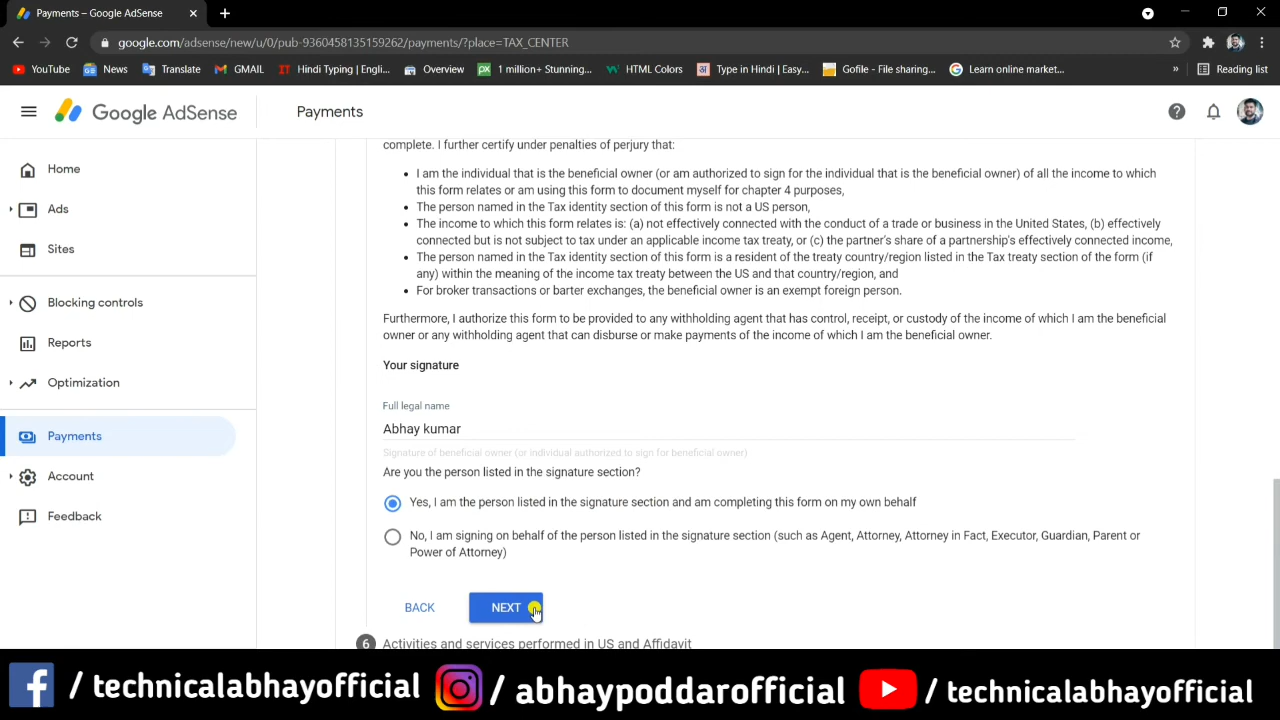 Payments – Google AdSense
google.com/adsense/new/u/0/pub-9360458135159262/payments/?place=TAX_CENTER
YouTube News Translate GMAIL Hindi Typing | Engli... Overview 1 million+ Stunning... HTML Colors Type in Hindi | Easy... Gofile - File sharing... Learn online market... » Reading list
Google AdSense Payments
Home
Ads
Sites
Blocking controls
Reports
Optimization
Payments
Account
Feedback
complete. I further certify under penalties of perjury that:
• I am the individual that is the beneficial owner (or am authorized to sign for the individual that is the beneficial owner) of all the income to which
this form relates or am using this form to document myself for chapter 4 purposes,
• The person named in the Tax identity section of this form is not a US person,
• The income to which this form relates is: (a) not effectively connected with the conduct of a trade or business in the United States, (b) effectively
connected but is not subject to tax under an applicable income tax treaty, or (c) the partner's share of a partnership's effectively connected income,
• The person named in the Tax identity section of this form is a resident of the treaty country/region listed in the Tax treaty section of the form (if
any) within the meaning of the income tax treaty between the US and that country/region, and
• For broker transactions or barter exchanges, the beneficial owner is an exempt foreign person.
Furthermore, I authorize this form to be provided to any withholding agent that has control, receipt, or custody of the income of which I am the beneficial
owner or any withholding agent that can disburse or make payments of the income of which I am the beneficial owner.
Your signature
Full legal name
Abhay kumar
Signature of beneficial owner (or individual authorized to sign for beneficial owner)
Are you the person listed in the signature section?
Yes, I am the person listed in the signature section and am completing this form on my own behalf
No, I am signing on behalf of the person listed in the signature section (such as Agent, Attorney, Attorney in Fact, Executor, Guardian, Parent or
Power of Attorney)
BACK NEXT
6 Activities and services performed in US and Affidavit
/ technicalabhayofficial / abhaypoddarofficial / technicalabhayofficial